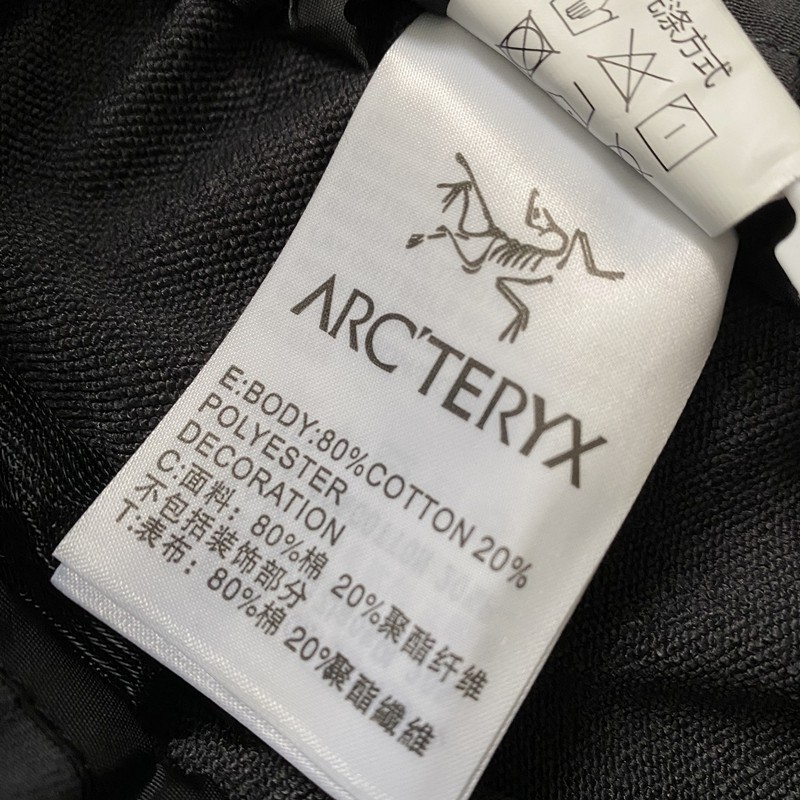 涤方式
ARC'TERYX
E:BODY:80%COTTON 20%
POLYESTER
DECORATION
C:面料: 80%棉 20%聚酯纤维
不包括装饰部分
T:表布: 80%棉 20%聚酯纖維